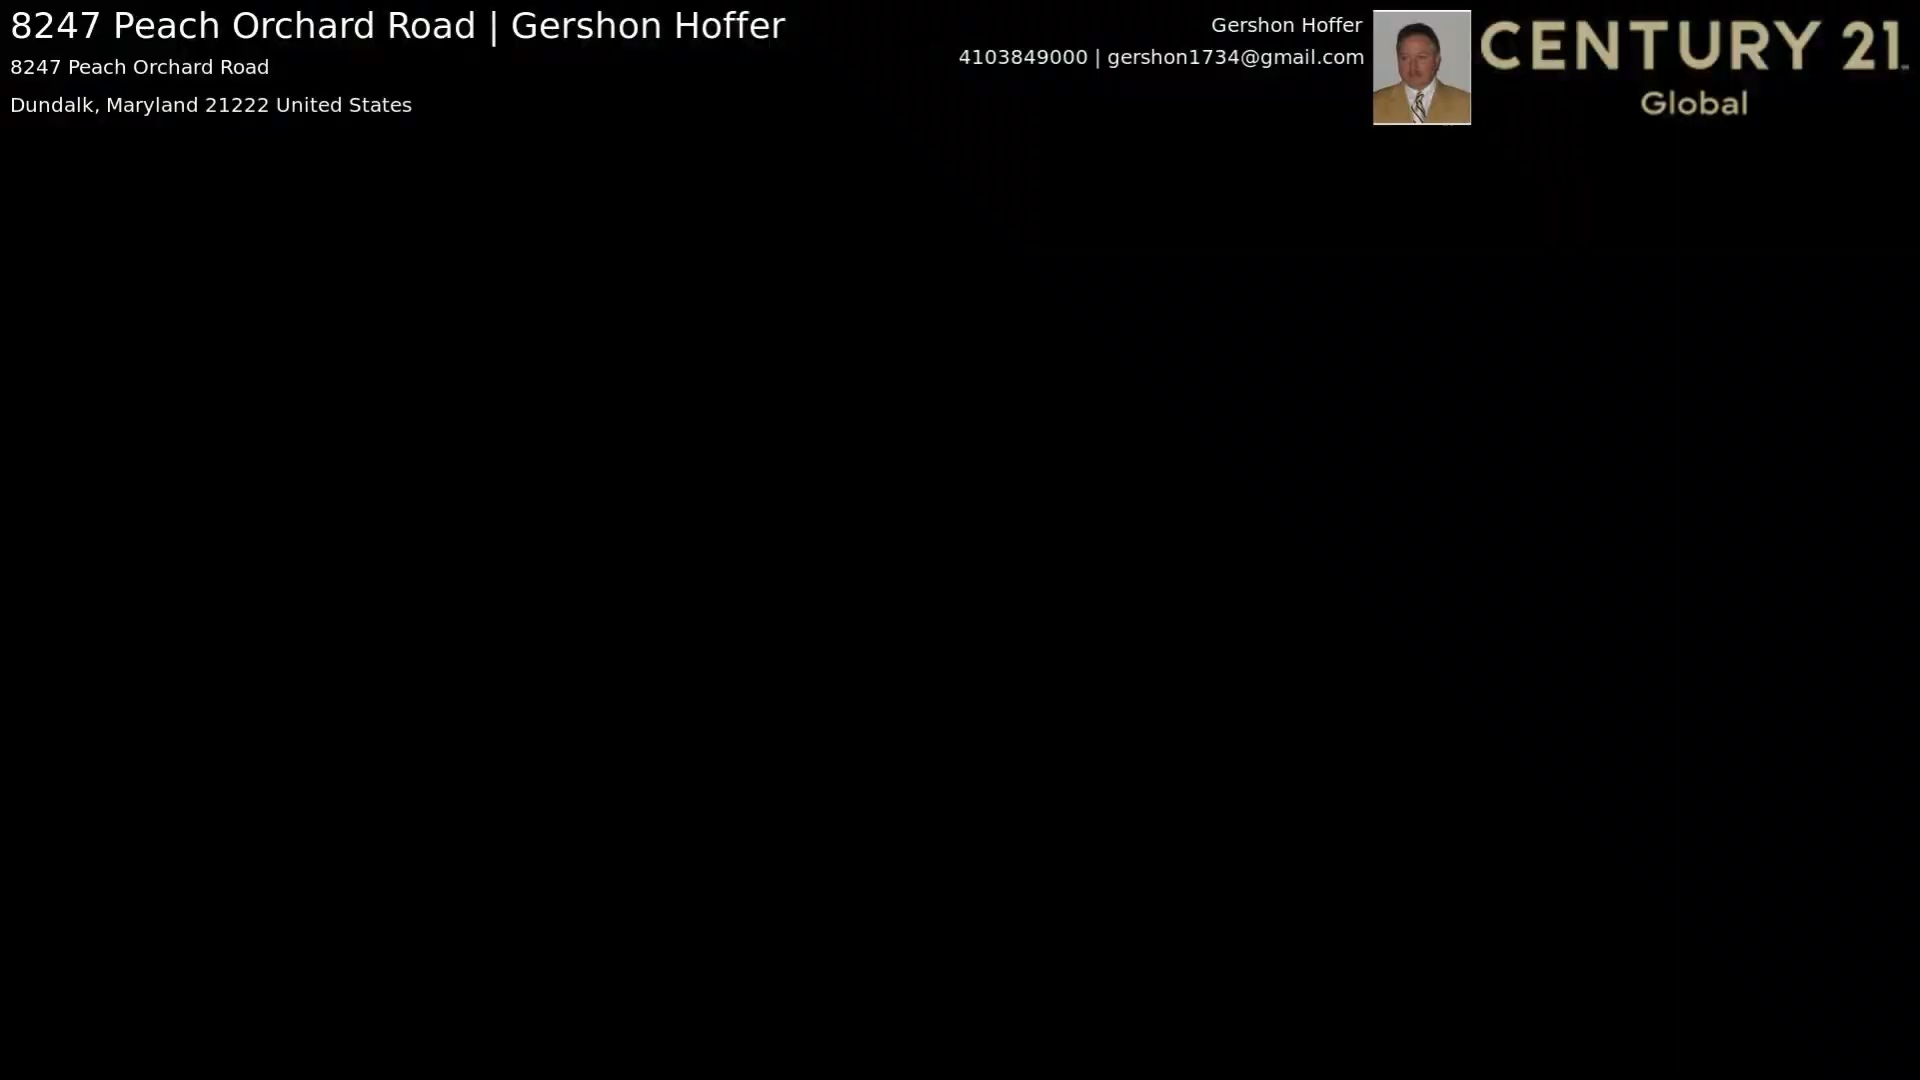 8247 Peach Orchard Road | Gershon Hoffer
8247 Peach Orchard Road
Dundalk, Maryland 21222 United States
Gershon Hoffer
4103849000 | gershon1734@gmail.com
CENTURY 21
Global